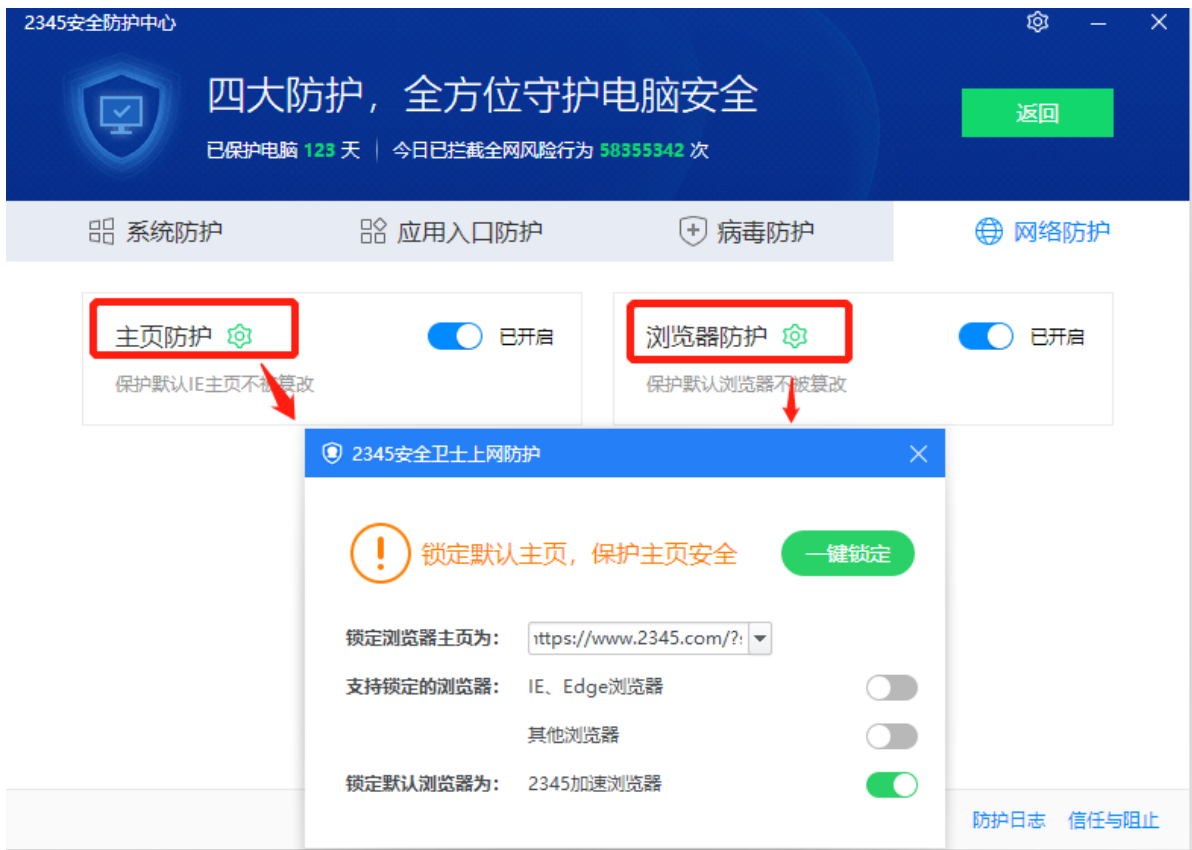 2345安全防护中心
四大防护，全方位守护电脑安全
返回
已保护电脑 123 天 今日已拦截全网风险行为 58355342 次
系统防护 应用入口防护 病毒防护 网络防护
主页防护 已开启 浏览器防护 已开启
保护默认IE主页不被篡改 保护默认浏览器不被篡改
2345安全卫士上网防护
锁定默认主页，保护主页安全 一键锁定
锁定浏览器主页为： https://www.2345.com/?
支持锁定的浏览器： IE、Edge浏览器
其他浏览器
锁定默认浏览器为： 2345加速浏览器
防护日志 信任与阻止